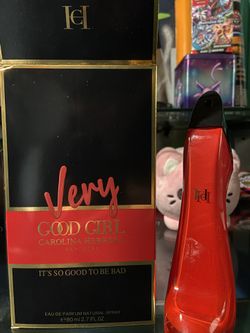 CH
Very
GOOD GIRL
CAROLINA HERRERA
IT'S SO GOOD TO BE BAD
EAU DE PARFUM NATURAL SPRAY
℮ 80 ml 2.7 FL.OZ
CH